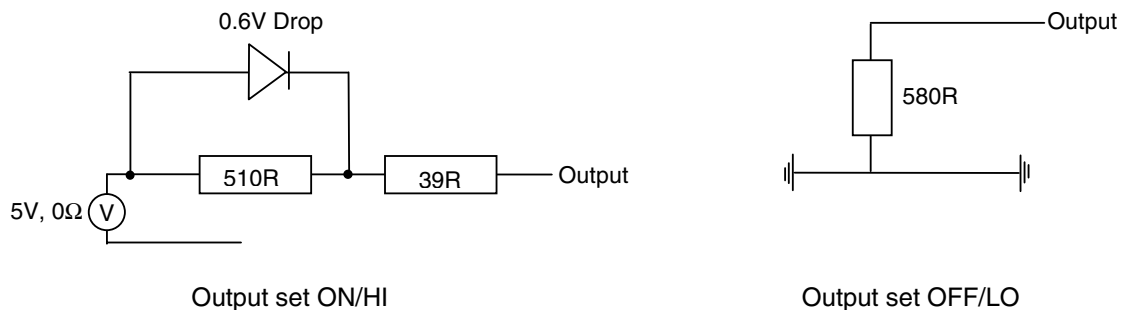 0.6V Drop
Output
580R
510R
39R
Output
5V, 0Ω
V
Output set ON/HI
Output set OFF/LO